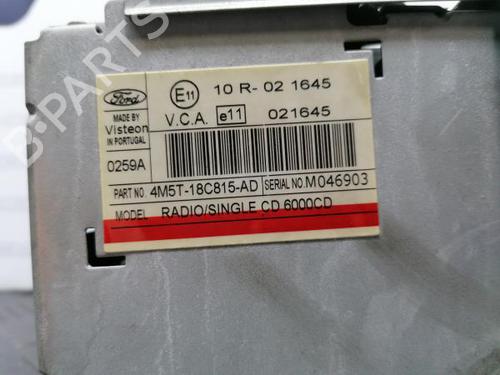 Ford
MADE BY
Visteon
IN PORTUGAL
0259A
E11
10 R- 02 1645
V.C.A. e11 021645
PART NO 4M5T-18C815-AD SERIAL NO. M046903
MODEL RADIO/SINGLE CD 6000CD
B-PARTS